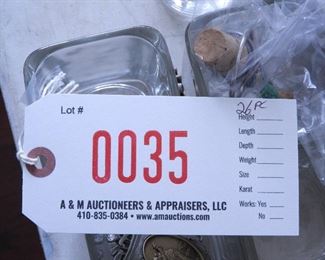 Lot #
0035
A & M AUCTIONEERS & APPRAISERS, LLC
410-835-0384 • www.amauctions.com
26 PC
Height
Length
Depth
Weight
Size
Karat
Works: Yes
No